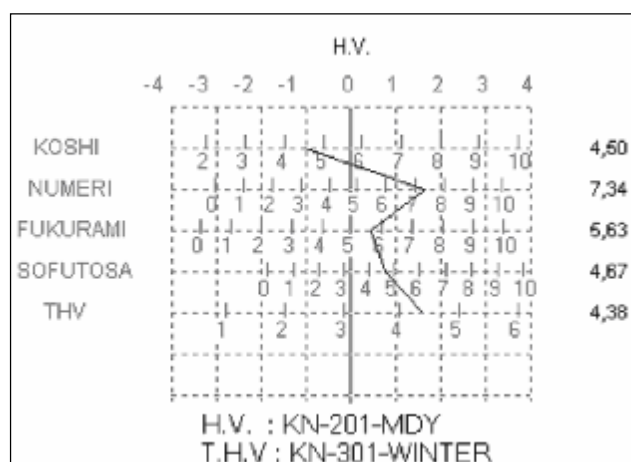 H.V.
-4 -3 -2 -1 0 1 2 3 4
KOSHI 2 3 4 5 6 7 8 9 10 4,50
NUMERI 0 1 2 3 4 5 6 7 8 9 10 7,34
FUKURAMI 0 1 2 3 4 5 6 7 8 9 10 5,63
SOFUTOSA 0 1 2 3 4 5 6 7 8 9 10 4,67
THV 1 2 3 4 5 6 4,38
H.V. : KN-201-MDY
T.H.V : KN-301-WINTER